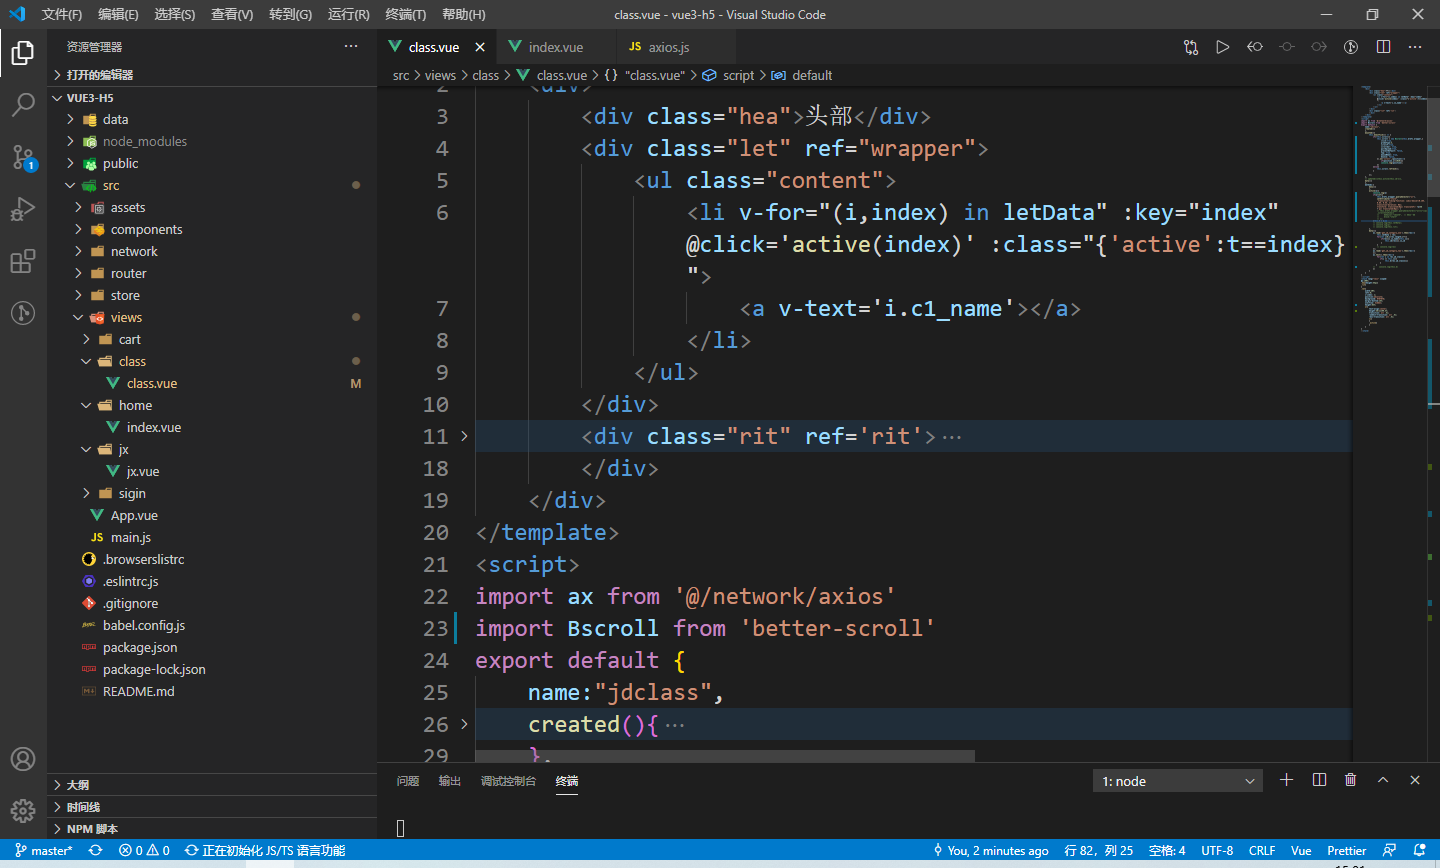 文件(F) 编辑(E) 选择(S) 查看(V) 转到(G) 运行(R) 终端(T) 帮助(H)
class.vue - vue3-h5 - Visual Studio Code
资源管理器
打开的编辑器
VUE3-H5
data
node_modules
public
src
assets
components
network
router
store
views
cart
class
class.vue M
home
index.vue
jx
jx.vue
sigin
App.vue
JS main.js
.browserslistrc
.eslintrc.js
.gitignore
babel.config.js
package.json
package-lock.json
README.md
大纲
时间线
NPM 脚本
1
class.vue index.vue JS axios.js
src > views > class > class.vue > {} "class.vue" > script > default
2 <div>
3 <div class="hea">头部</div>
4 <div class="let" ref="wrapper">
5 <ul class="content">
6 <li v-for="(i,index) in letData" :key="index"
@click='active(index)' :class="{'active':t==index}
">
7 <a v-text='i.c1_name'></a>
8 </li>
9 </ul>
10 </div>
11 <div class="rit" ref='rit'>…
18 </div>
19 </div>
20 </template>
21 <script>
22 import ax from '@/network/axios'
23 import Bscroll from 'better-scroll'
24 export default {
25 name:"jdclass",
26 created(){…
29 },
问题 输出 调试控制台 终端
1: node
master* 0 0 正在初始化 JS/TS 语言功能
You, 2 minutes ago 行 82，列 25 空格: 4 UTF-8 CRLF Vue Prettier